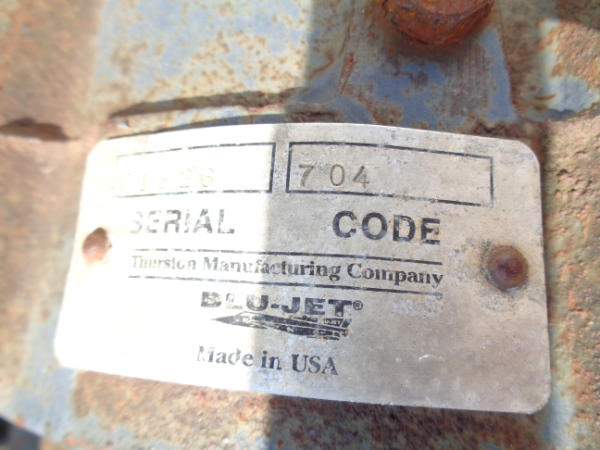 704
SERIAL CODE
Thurston Manufacturing Company
BLU-JET®
Made in USA